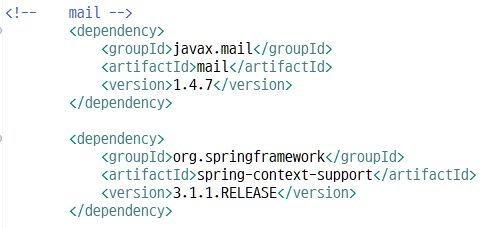 <!-- mail -->
<dependency>
<groupId>javax.mail</groupId>
<artifactId>mail</artifactId>
<version>1.4.7</version>
</dependency>
<dependency>
<groupId>org.springframework</groupId>
<artifactId>spring-context-support</artifactId>
<version>3.1.1.RELEASE</version>
</dependency>